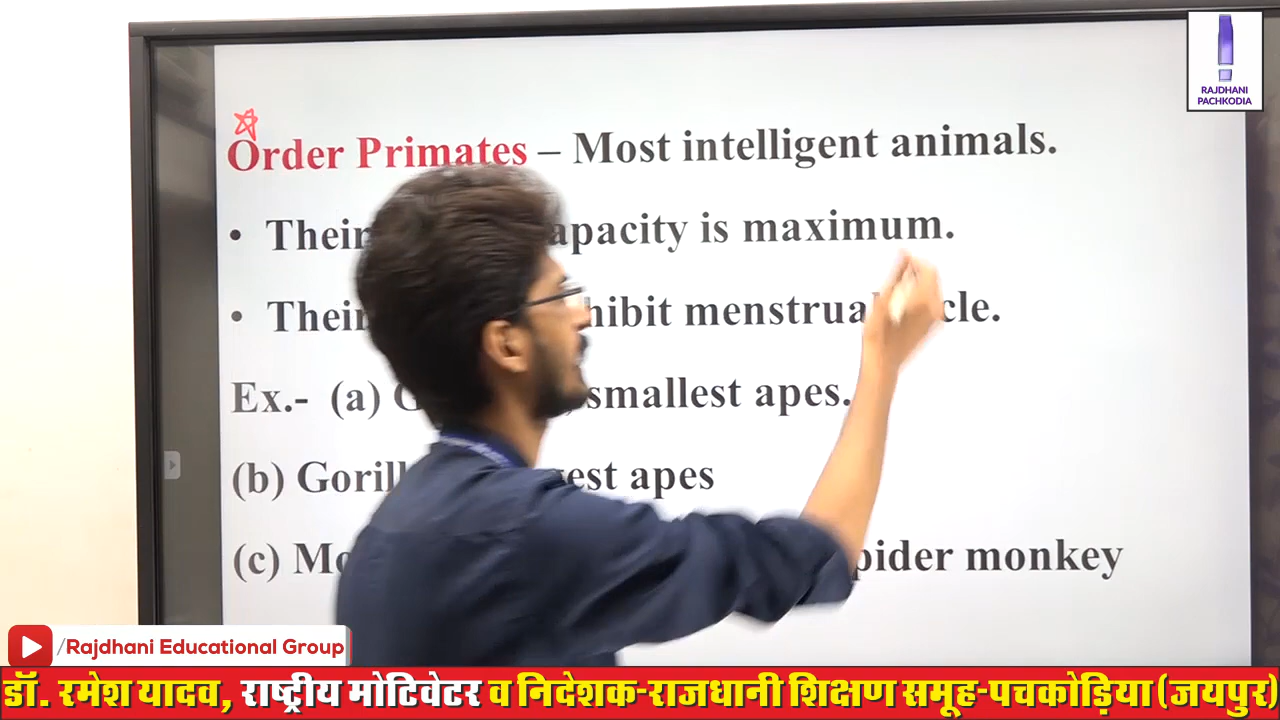 RAJDHANI
PACHKODIA
Order Primates – Most intelligent animals.
• Their apacity is maximum.
• Their hibit menstrual cle.
Ex.- (a) G smallest apes.
(b) Gorill gest apes
(c) Mo pider monkey
/Rajdhani Educational Group
डॉ. रमेश यादव, राष्ट्रीय मोटिवेटर व निदेशक-राजधानी शिक्षण समूह-पचकोड़िया (जयपुर)